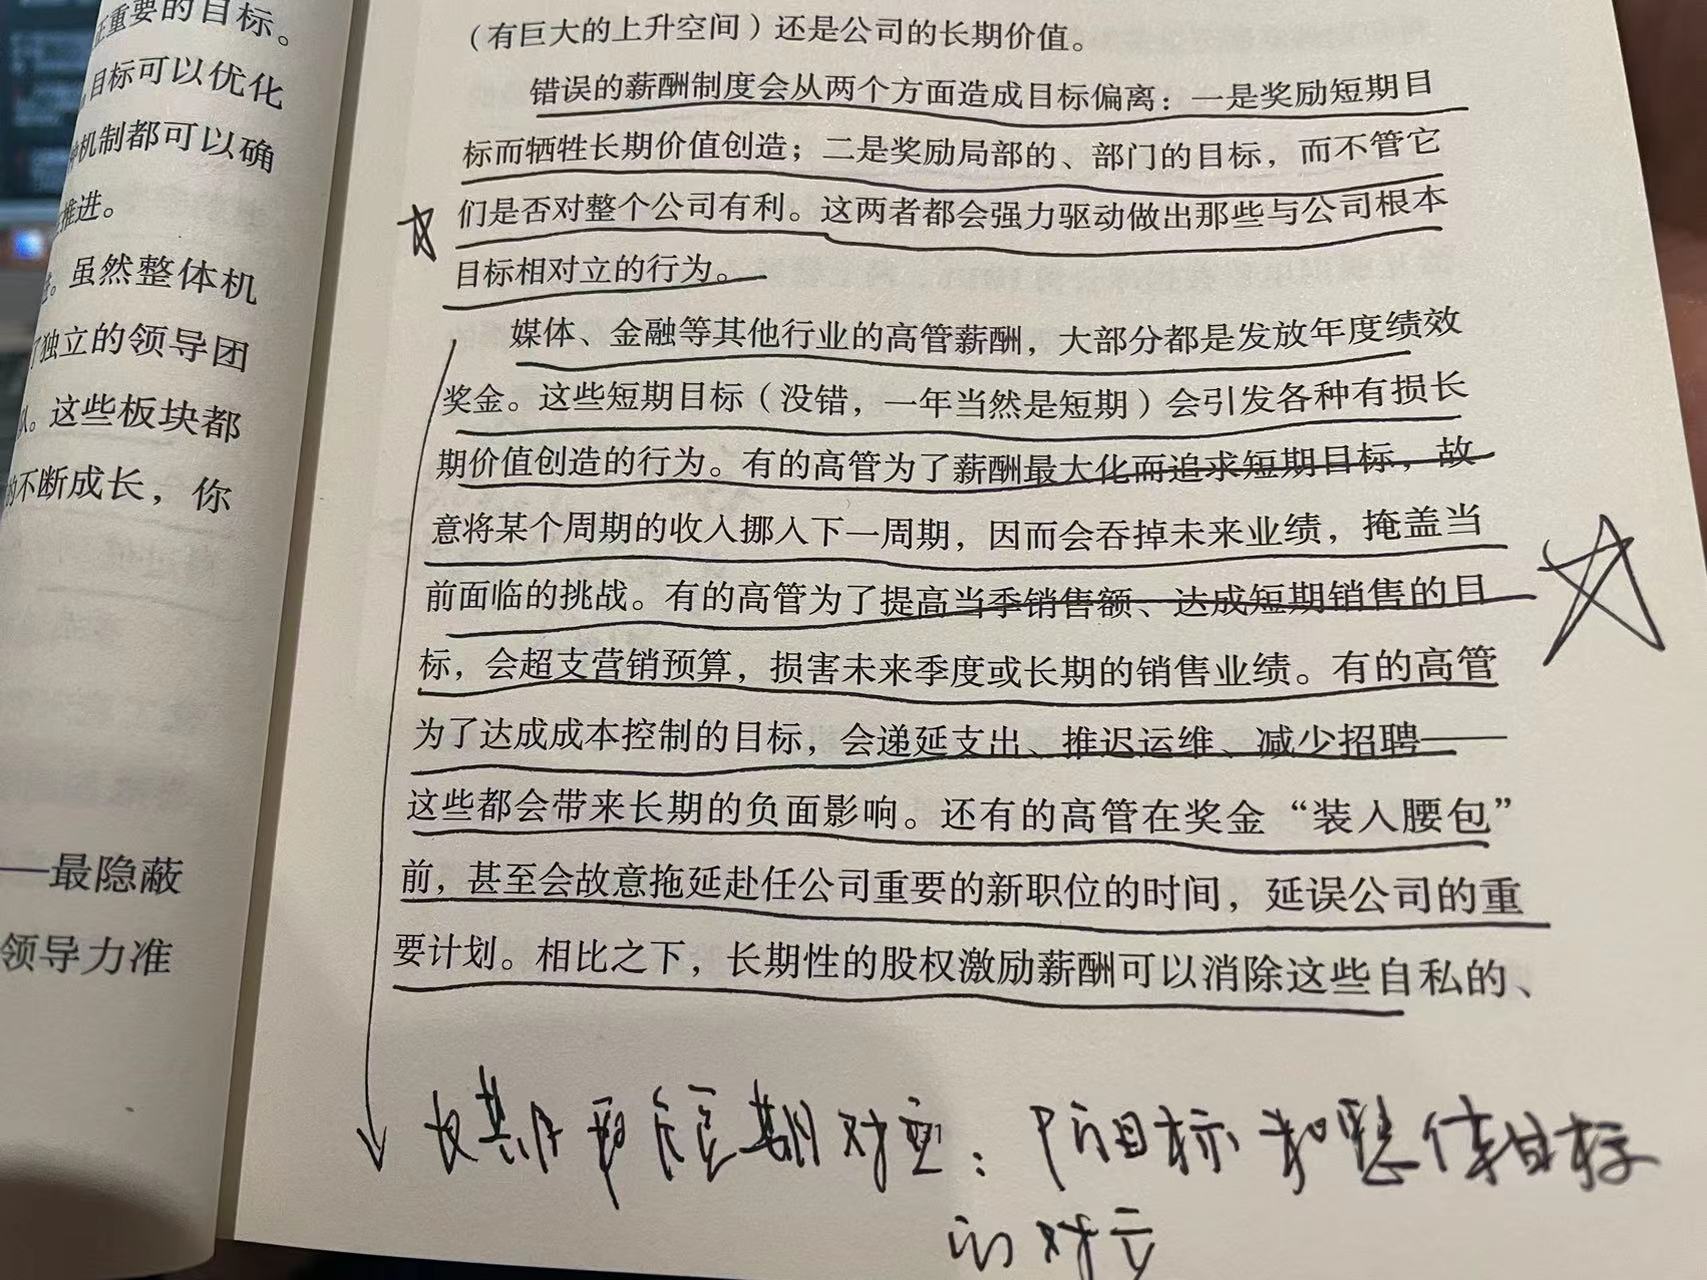 正重要的目标。
目标可以优化
机制都可以确
推进。
。虽然整体机
了独立的领导团
。这些板块都
的不断成长，你
——最隐蔽
领导力准
（有巨大的上升空间）还是公司的长期价值。
错误的薪酬制度会从两个方面造成目标偏离：一是奖励短期目
标而牺牲长期价值创造；二是奖励局部的、部门的目标，而不管它
们是否对整个公司有利。这两者都会强力驱动做出那些与公司根本
目标相对立的行为。
媒体、金融等其他行业的高管薪酬，大部分都是发放年度绩效
奖金。这些短期目标（没错，一年当然是短期）会引发各种有损长
期价值创造的行为。有的高管为了薪酬最大化而追求短期目标，故
意将某个周期的收入挪入下一周期，因而会吞掉未来业绩，掩盖当
前面临的挑战。有的高管为了提高当季销售额、达成短期销售的目
标，会超支营销预算，损害未来季度或长期的销售业绩。有的高管
为了达成成本控制的目标，会递延支出、推迟运维、减少招聘——
这些都会带来长期的负面影响。还有的高管在奖金“装入腰包”
前，甚至会故意拖延赴任公司重要的新职位的时间，延误公司的重
要计划。相比之下，长期性的股权激励薪酬可以消除这些自私的、
长期和短期对立：部门目标和整体目标
的对立